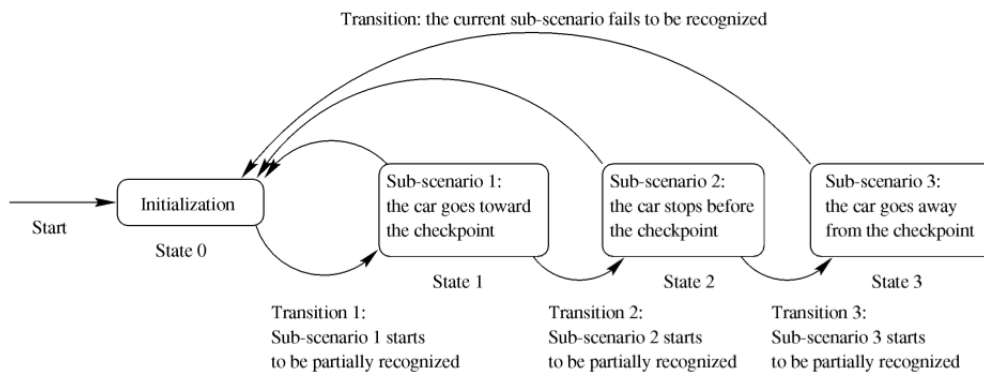 Transition: the current sub-scenario fails to be recognized
Start
Initialization
State 0
Sub-scenario 1:
the car goes toward
the checkpoint
State 1
Sub-scenario 2:
the car stops before
the checkpoint
State 2
Sub-scenario 3:
the car goes away
from the checkpoint
State 3
Transition 1:
Sub-scenario 1 starts
to be partially recognized
Transition 2:
Sub-scenario 2 starts
to be partially recognized
Transition 3:
Sub-scenario 3 starts
to be partially recognized